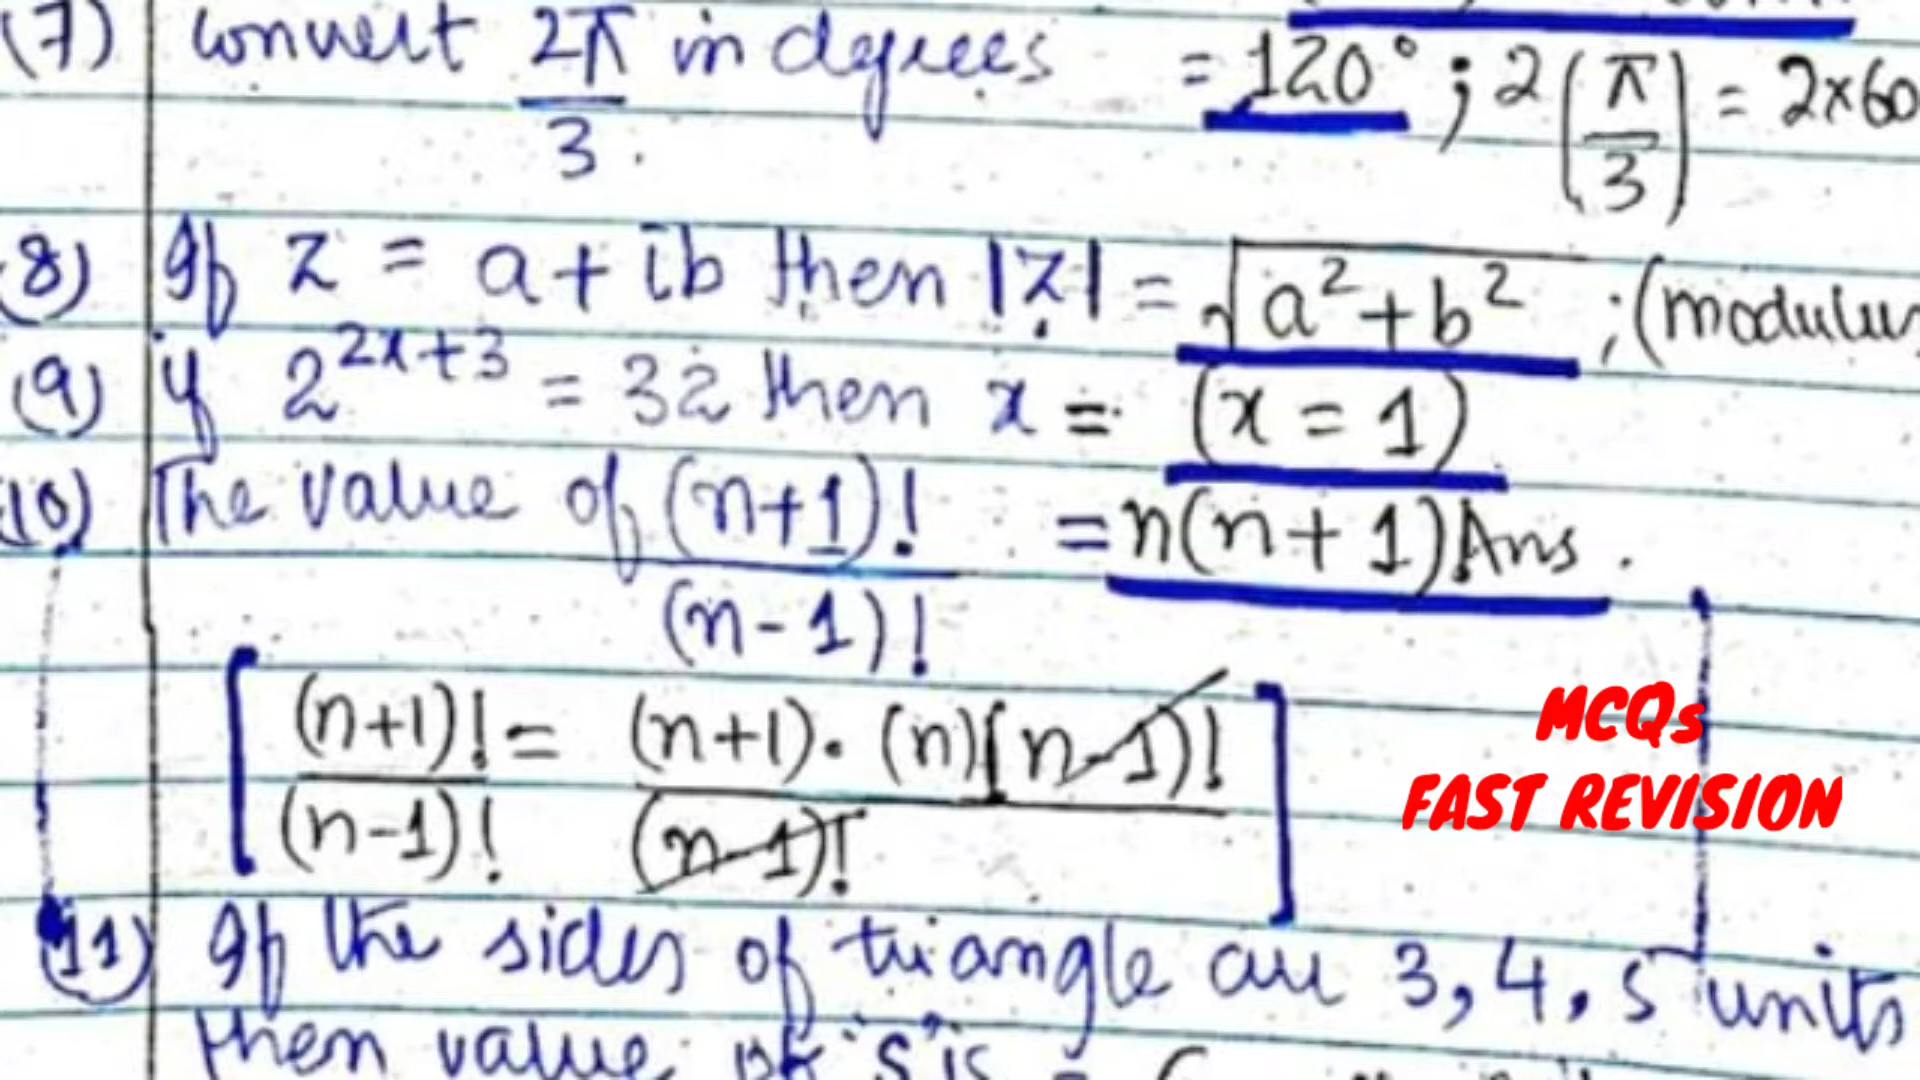 (7) Convert 2π/3 in degrees. = 120° ; 2(π/3) = 2×60
(8) If z = a + ib then |z| = √(a² + b²) ; (modulus
(9) if 2^(2x+3) = 32 then x = (x = 1)
(10) The value of (n+1)!/(n-1)! = n(n+1) Ans.
[(n+1)!/(n-1)! = (n+1)·(n)(n-1)!/(n-1)!]
MCQs
FAST REVISION
(11) If the sides of triangle are 3, 4, 5 units
then value of "S" is = 6